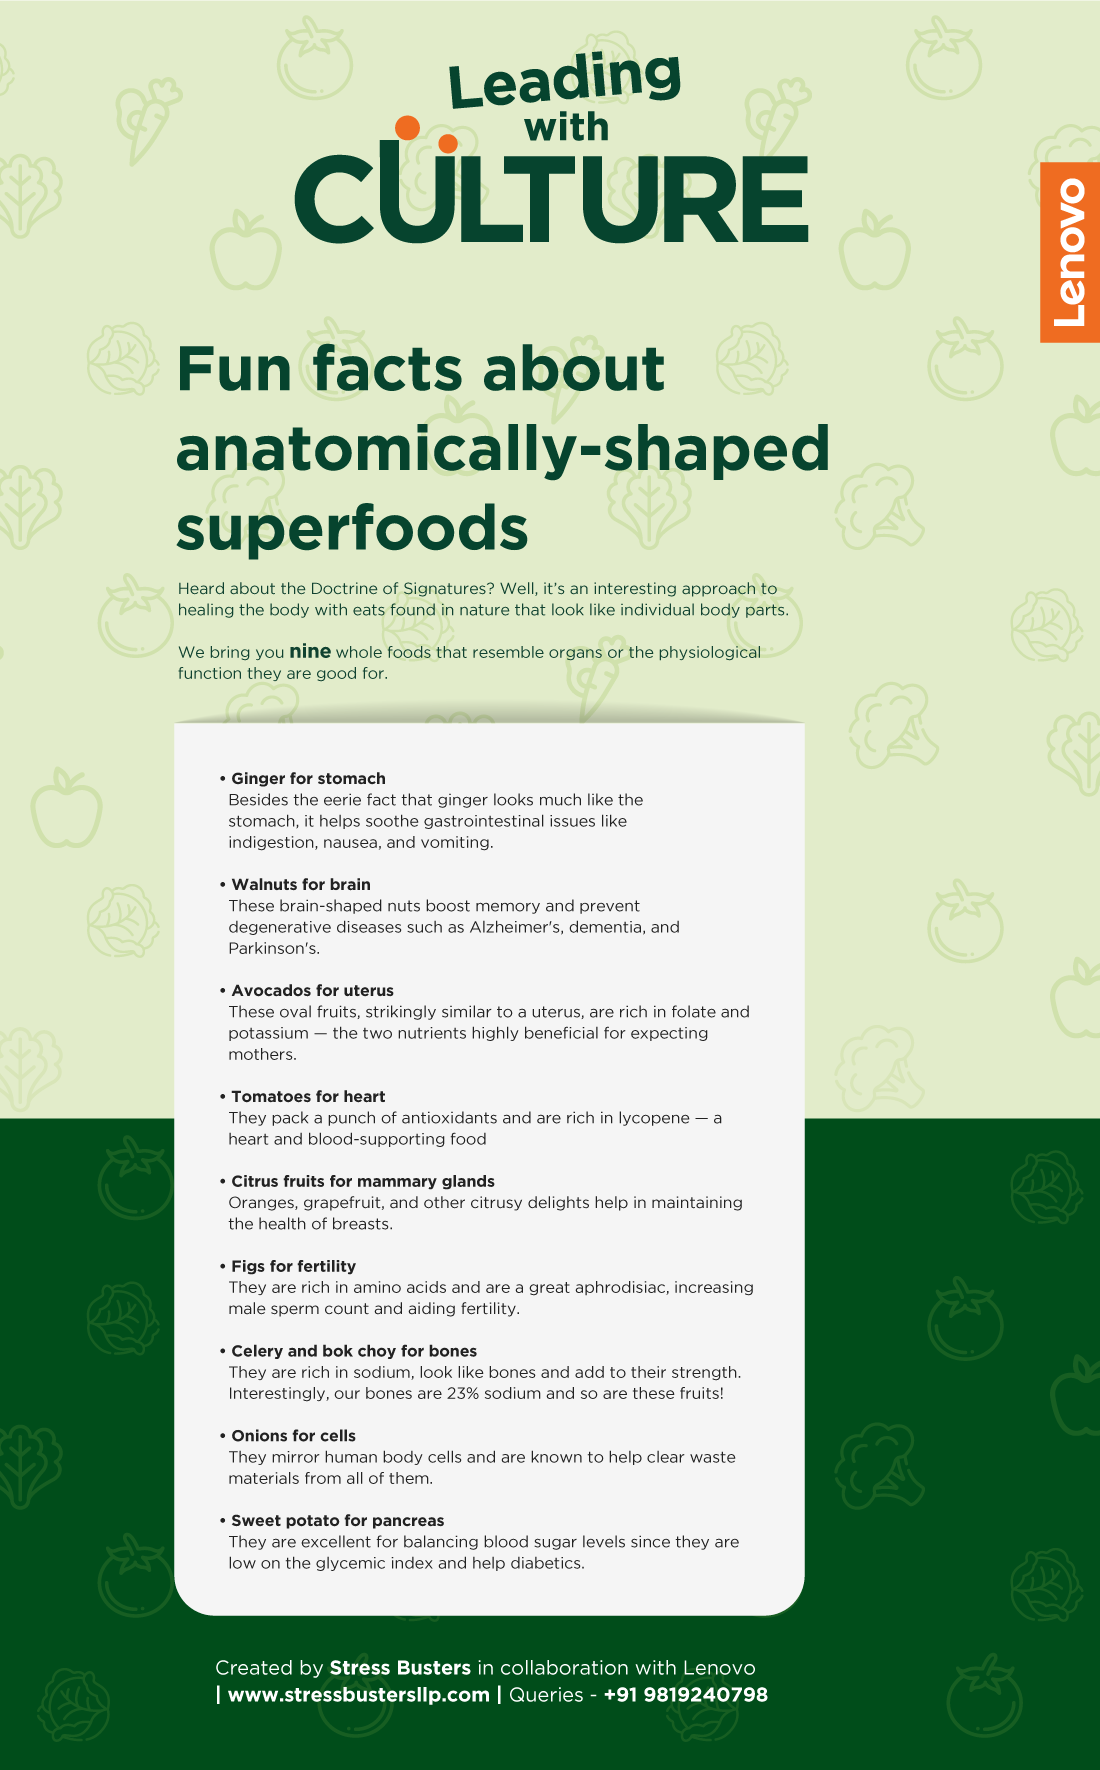 Leading
with
CULTURE
Lenovo
Fun facts about
anatomically-shaped
superfoods
Heard about the Doctrine of Signatures? Well, it's an interesting approach to
healing the body with eats found in nature that look like individual body parts.
We bring you nine whole foods that resemble organs or the physiological
function they are good for.
• Ginger for stomach
Besides the eerie fact that ginger looks much like the
stomach, it helps soothe gastrointestinal issues like
indigestion, nausea, and vomiting.
• Walnuts for brain
These brain-shaped nuts boost memory and prevent
degenerative diseases such as Alzheimer's, dementia, and
Parkinson's.
• Avocados for uterus
These oval fruits, strikingly similar to a uterus, are rich in folate and
potassium — the two nutrients highly beneficial for expecting
mothers.
• Tomatoes for heart
They pack a punch of antioxidants and are rich in lycopene — a
heart and blood-supporting food
• Citrus fruits for mammary glands
Oranges, grapefruit, and other citrusy delights help in maintaining
the health of breasts.
• Figs for fertility
They are rich in amino acids and are a great aphrodisiac, increasing
male sperm count and aiding fertility.
• Celery and bok choy for bones
They are rich in sodium, look like bones and add to their strength.
Interestingly, our bones are 23% sodium and so are these fruits!
• Onions for cells
They mirror human body cells and are known to help clear waste
materials from all of them.
• Sweet potato for pancreas
They are excellent for balancing blood sugar levels since they are
low on the glycemic index and help diabetics.
Created by Stress Busters in collaboration with Lenovo
| www.stressbustersllp.com | Queries - +91 9819240798